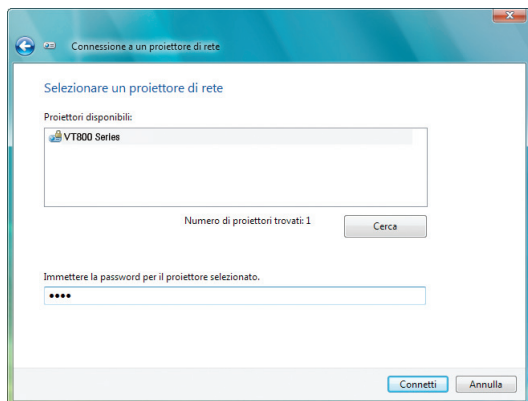 Connessione a un proiettore di rete
Selezionare un proiettore di rete
Proiettori disponibili:
VT800 Series
Numero di proiettori trovati: 1
Cerca
Immettere la password per il proiettore selezionato.
••••
Connetti
Annulla